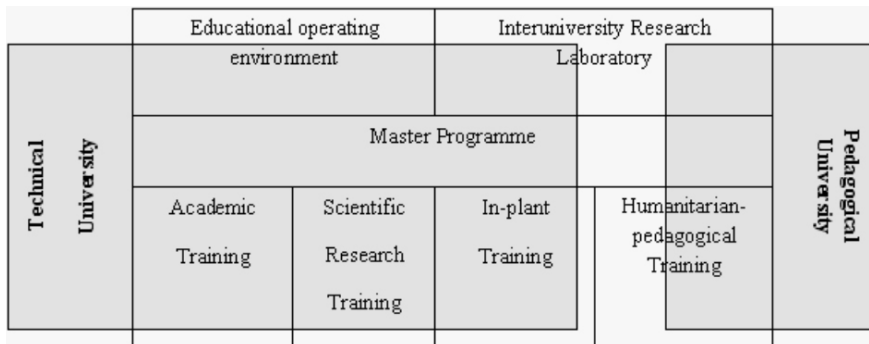 Educational operating
environment
Interuniversity Research
Laboratory
Technical
University
Master Programme
Pedagogical
University
Academic
Training
Scientific
Research
Training
In-plant
Training
Humanitarian-
pedagogical
Training